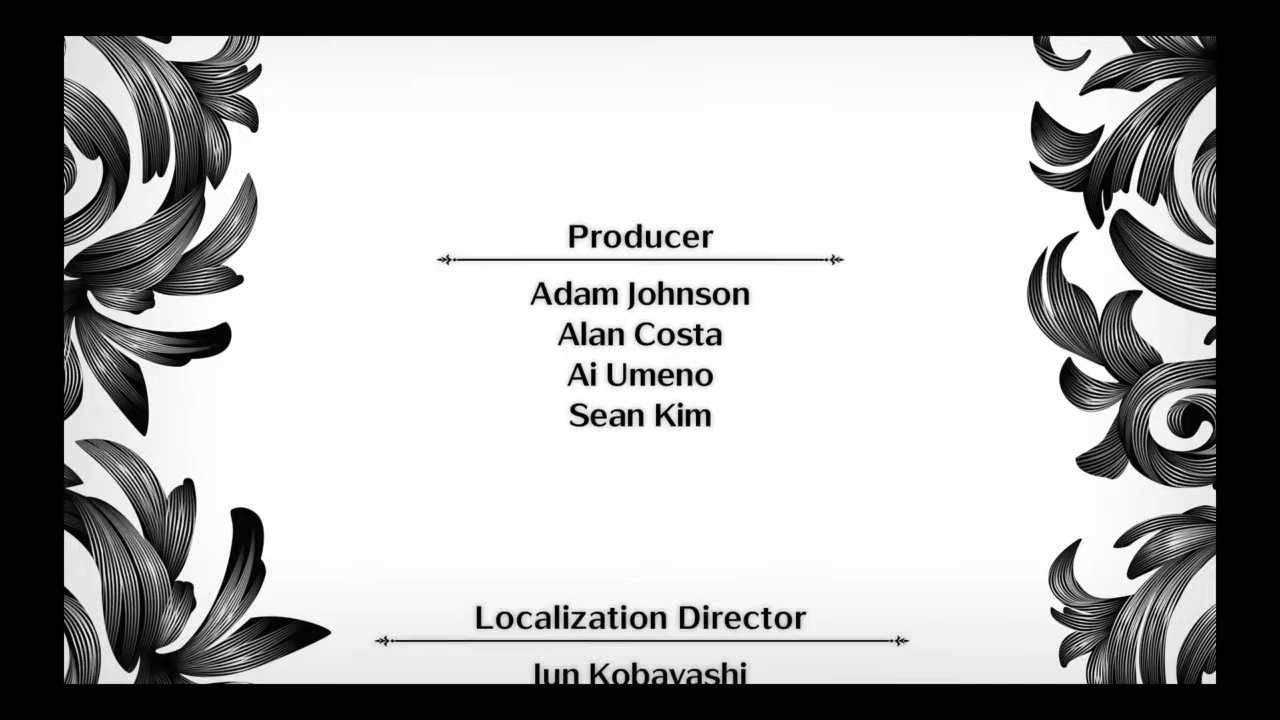 Producer
Adam Johnson
Alan Costa
Ai Umeno
Sean Kim
Localization Director
Jun Kobayashi